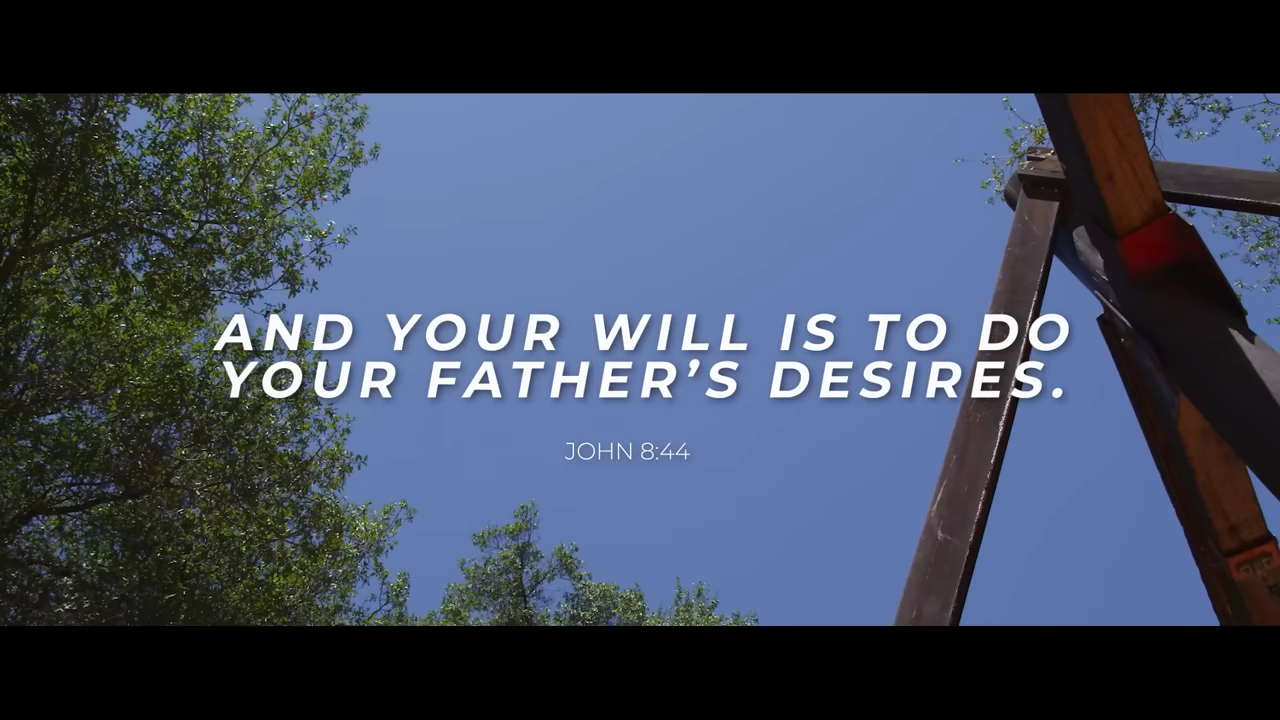 AND YOUR WILL IS TO DO
YOUR FATHER’S DESIRES.
JOHN 8:44